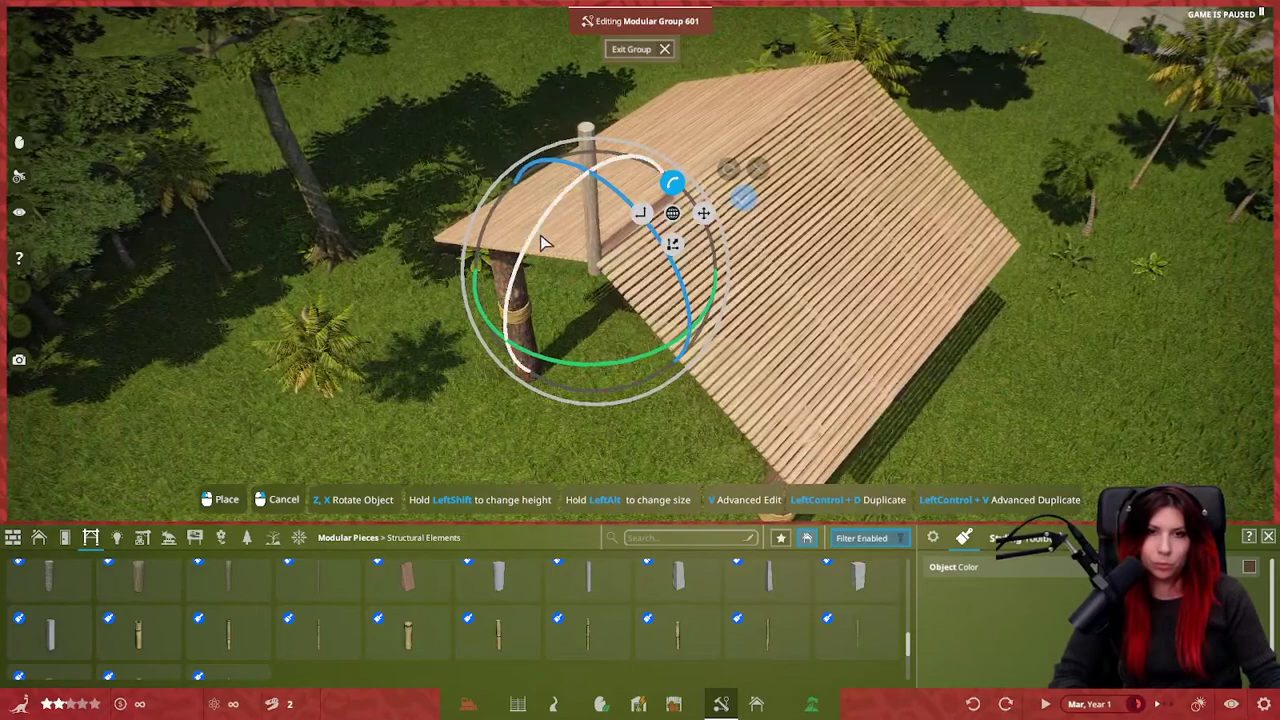 Editing Modular Group 601
GAME IS PAUSED
Exit Group
?
Place
Cancel
Z, X Rotate Object
Hold LeftShift to change height
Hold LeftAlt to change size
V Advanced Edit
LeftControl + D Duplicate
LeftControl + V Advanced Duplicate
Modular Pieces > Structural Elements
Search...
Filter Enabled
?
Object Color
$ ∞
∞
2
Mar, Year 1